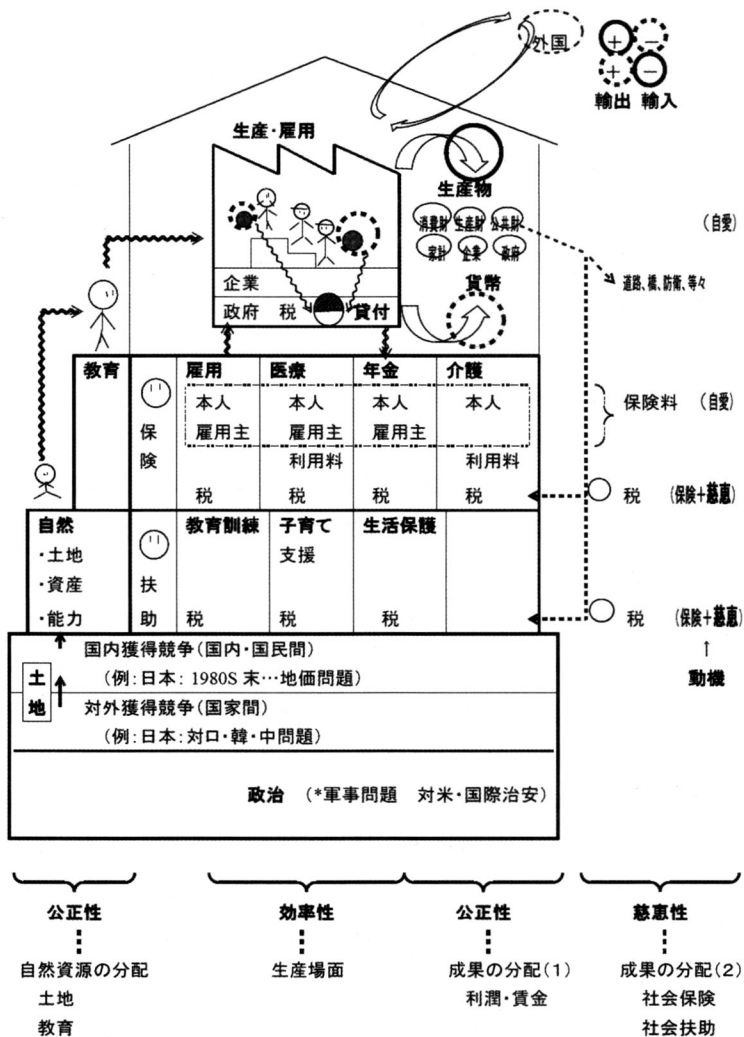 外国
+ −
+ −
輸出 輸入
生産・雇用
生産物
消費財 生産財 公共財
家計 企業 政府
(自愛)
道路、橋、防衛、等々
企業
貨幣
政府 税 貸付
教育
雇用 医療 年金 介護
本人 本人 本人 本人
保険
雇用主 雇用主 雇用主
利用料 利用料
税 税 税 税
保険料 (自愛)
税 (保険+慈恵)
自然
・土地
・資産
・能力
教育訓練 子育て 生活保護
支援
扶助
税 税 税
税 (保険+慈恵)
↑
動機
土地
国内獲得競争(国内・国民間)
(例:日本: 1980S 末…地価問題)
対外獲得競争(国家間)
(例:日本:対ロ・韓・中問題)
政治 (*軍事問題 対米・国際治安)
公正性 効率性 公正性 慈恵性
自然資源の分配 生産場面 成果の分配(1) 成果の分配(2)
土地 利潤・賃金 社会保険
教育 社会扶助